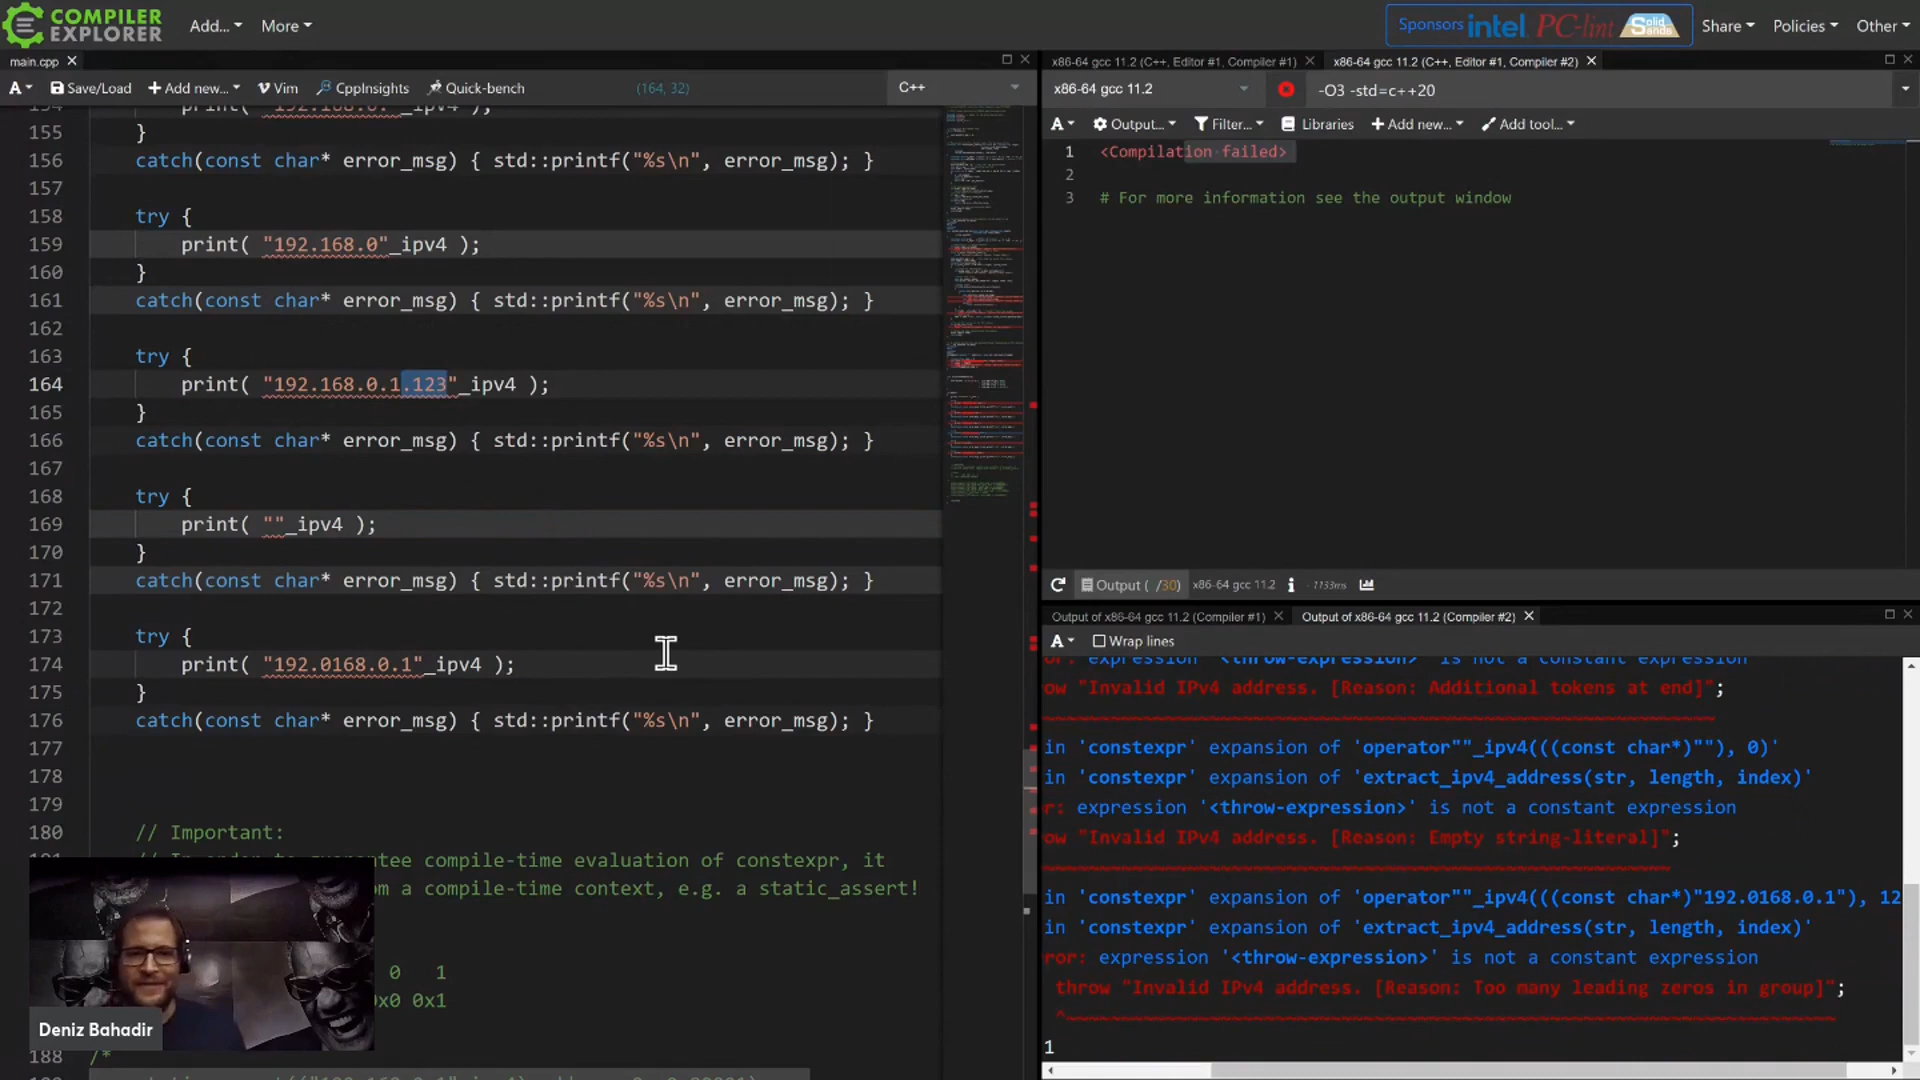 COMPILER
EXPLORER
Add...
More
Sponsors intel PC-lint Solid Sands
Share
Policies
Other
main.cpp
A Save/Load Add new... Vim CppInsights Quick-bench (164, 32) C++
155 }
156 catch(const char* error_msg) { std::printf("%s\n", error_msg); }
157
158 try {
159 print( "192.168.0"_ipv4 );
160 }
161 catch(const char* error_msg) { std::printf("%s\n", error_msg); }
162
163 try {
164 print( "192.168.0.1.123"_ipv4 );
165 }
166 catch(const char* error_msg) { std::printf("%s\n", error_msg); }
167
168 try {
169 print( ""_ipv4 );
170 }
171 catch(const char* error_msg) { std::printf("%s\n", error_msg); }
172
173 try {
174 print( "192.0168.0.1"_ipv4 );
175 }
176 catch(const char* error_msg) { std::printf("%s\n", error_msg); }
177
178
179
180 // Important:
tee compile-time evaluation of constexpr, it
om a compile-time context, e.g. a static_assert!
0 1
0x0 0x1
188 /*
Deniz Bahadir
x86-64 gcc 11.2 (C++, Editor #1, Compiler #1)
x86-64 gcc 11.2 (C++, Editor #1, Compiler #2)
x86-64 gcc 11.2
-O3 -std=c++20
A Output... Filter... Libraries Add new... Add tool...
1 <Compilation failed>
2
3 # For more information see the output window
Output ( /30) x86-64 gcc 11.2 i - 1133ms
Output of x86-64 gcc 11.2 (Compiler #1)
Output of x86-64 gcc 11.2 (Compiler #2)
A Wrap lines
or: expression '<throw-expression>' is not a constant expression
ow "Invalid IPv4 address. [Reason: Additional tokens at end]";
in 'constexpr' expansion of 'operator""_ipv4(((const char*)""), 0)'
in 'constexpr' expansion of 'extract_ipv4_address(str, length, index)'
r: expression '<throw-expression>' is not a constant expression
ow "Invalid IPv4 address. [Reason: Empty string-literal]";
in 'constexpr' expansion of 'operator""_ipv4(((const char*)"192.0168.0.1"), 12
in 'constexpr' expansion of 'extract_ipv4_address(str, length, index)'
ror: expression '<throw-expression>' is not a constant expression
throw "Invalid IPv4 address. [Reason: Too many leading zeros in group]";
^
1